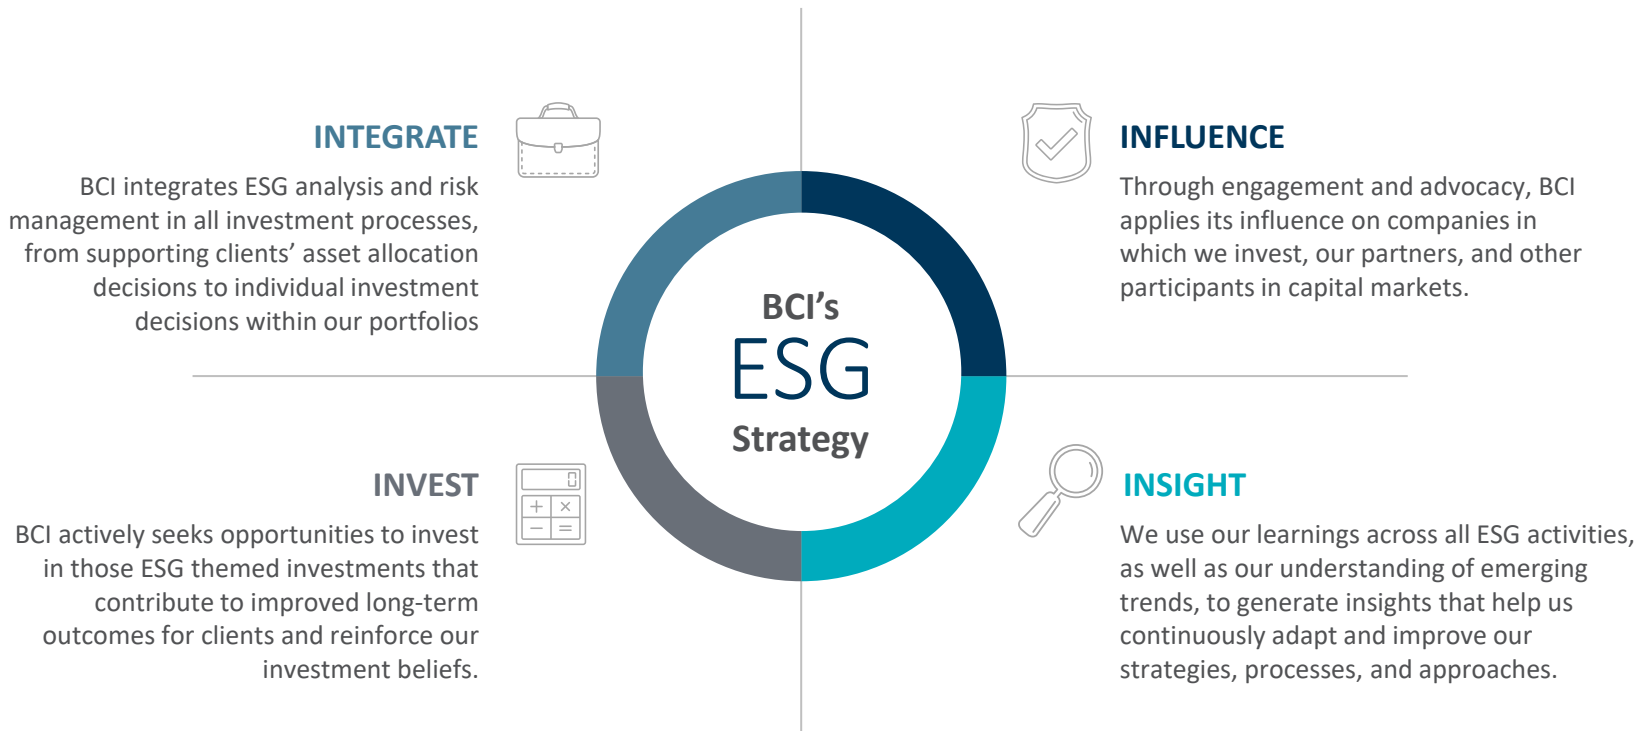 INTEGRATE
BCI integrates ESG analysis and risk
management in all investment processes,
from supporting clients’ asset allocation
decisions to individual investment
decisions within our portfolios
INFLUENCE
Through engagement and advocacy, BCI
applies its influence on companies in
which we invest, our partners, and other
participants in capital markets.
BCI’s
ESG
Strategy
INVEST
0
+ ×
− =
BCI actively seeks opportunities to invest
in those ESG themed investments that
contribute to improved long-term
outcomes for clients and reinforce our
investment beliefs.
INSIGHT
We use our learnings across all ESG activities,
as well as our understanding of emerging
trends, to generate insights that help us
continuously adapt and improve our
strategies, processes, and approaches.